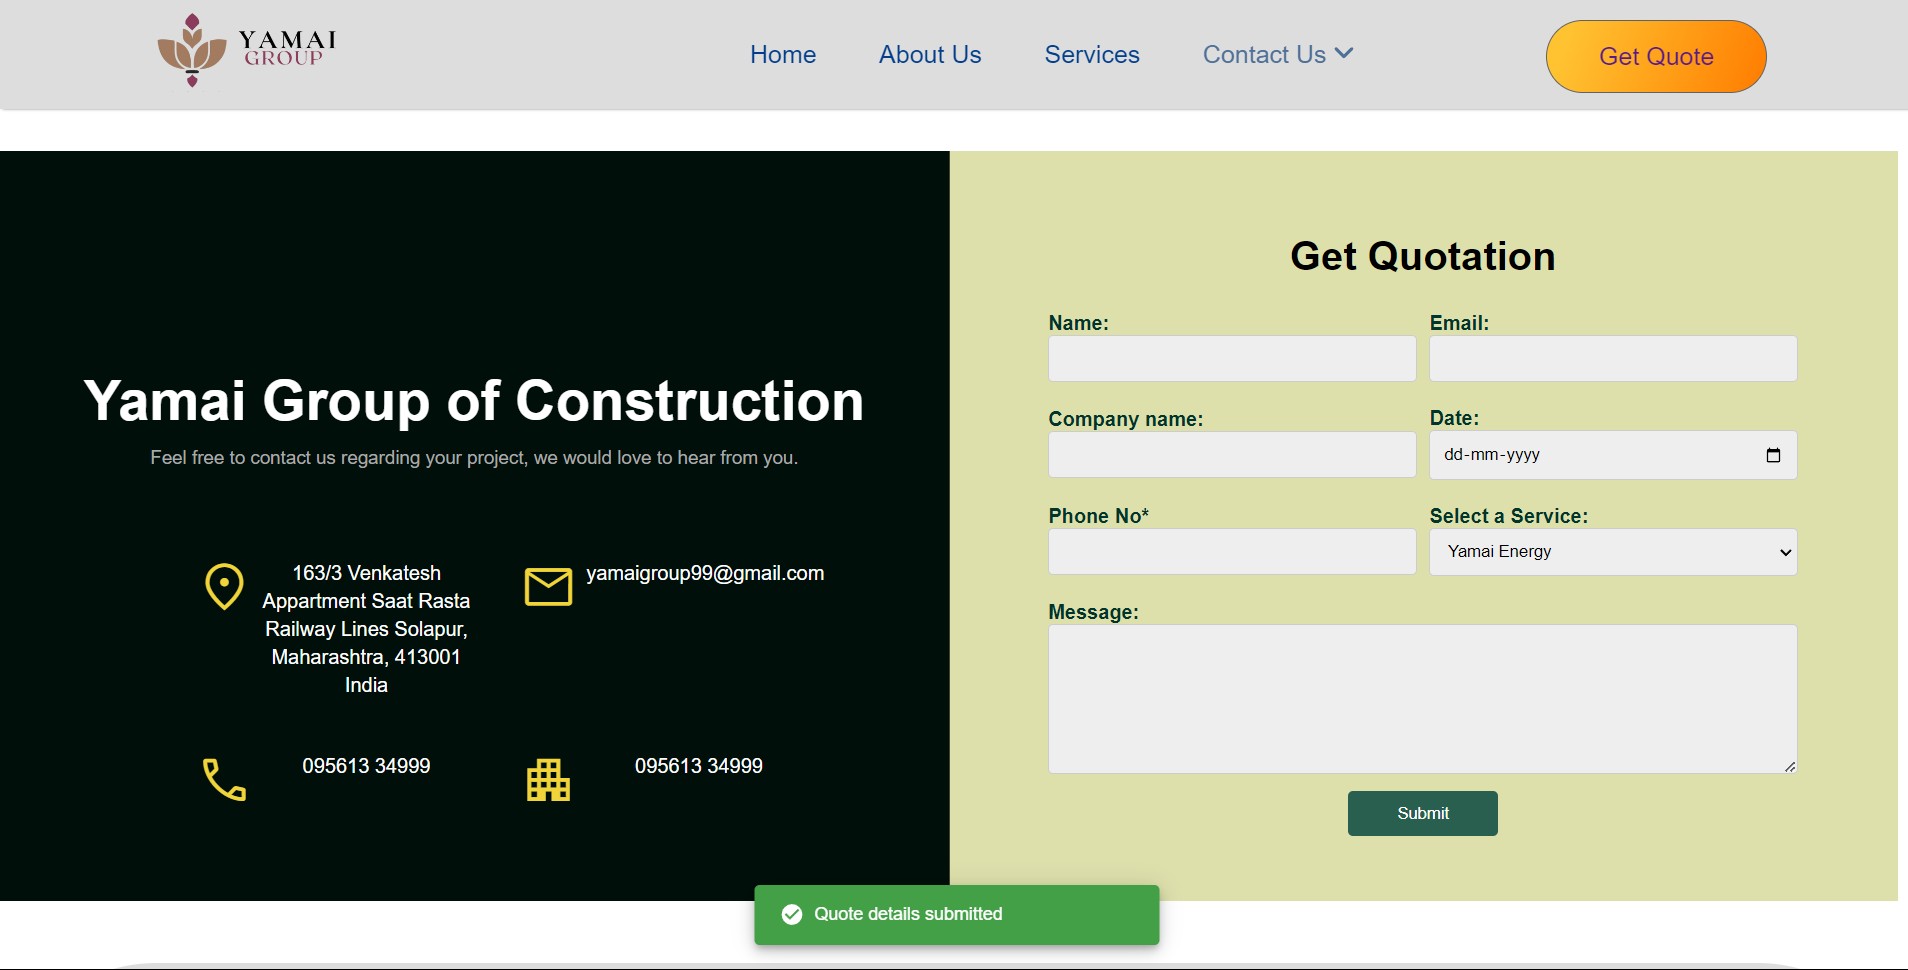 YAMAI
GROUP
Home
About Us
Services
Contact Us
Get Quote
Yamai Group of Construction
Feel free to contact us regarding your project, we would love to hear from you.
163/3 Venkatesh
Appartment Saat Rasta
Railway Lines Solapur,
Maharashtra, 413001
India
yamaigroup99@gmail.com
095613 34999
095613 34999
Get Quotation
Name:
Email:
Company name:
Date:
dd-mm-yyyy
Phone No*
Select a Service:
Yamai Energy
Message:
Submit
Quote details submitted